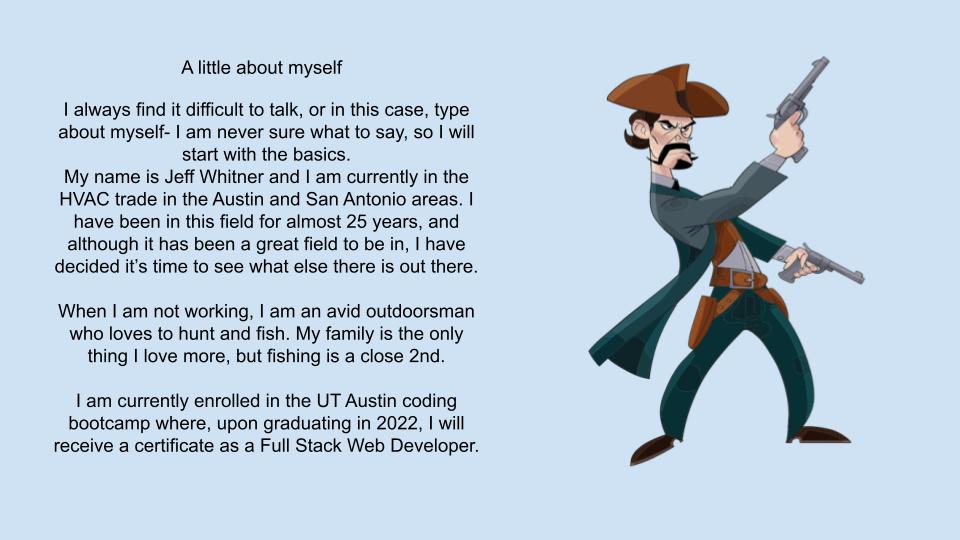 A little about myself
I always find it difficult to talk, or in this case, type
about myself- I am never sure what to say, so I will
start with the basics.
My name is Jeff Whitner and I am currently in the
HVAC trade in the Austin and San Antonio areas. I
have been in this field for almost 25 years, and
although it has been a great field to be in, I have
decided it’s time to see what else there is out there.
When I am not working, I am an avid outdoorsman
who loves to hunt and fish. My family is the only
thing I love more, but fishing is a close 2nd.
I am currently enrolled in the UT Austin coding
bootcamp where, upon graduating in 2022, I will
receive a certificate as a Full Stack Web Developer.